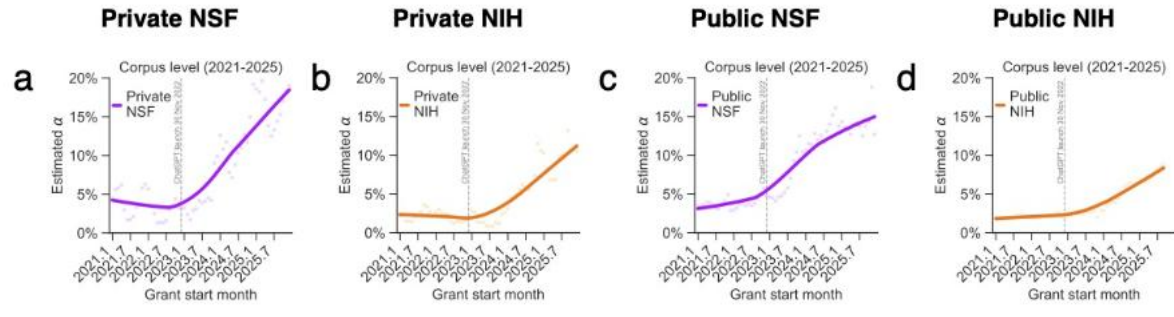 Private NSF
Private NIH
Public NSF
Public NIH
a
Corpus level (2021-2025)
20%
15%
10%
5%
0%
Estimated α
Private
NSF
ChatGPT launch 30 Nov 2022
2021.1
2021.7
2022.1
2022.7
2023.1
2023.7
2024.1
2024.7
2025.1
2025.7
Grant start month
b
Corpus level (2021-2025)
20%
15%
10%
5%
0%
Estimated α
Private
NIH
ChatGPT launch 30 Nov 2022
2021.1
2021.7
2022.1
2022.7
2023.1
2023.7
2024.1
2024.7
2025.1
2025.7
Grant start month
c
Corpus level (2021-2025)
20%
15%
10%
5%
0%
Estimated α
Public
NSF
ChatGPT launch 30 Nov 2022
2021.1
2021.7
2022.1
2022.7
2023.1
2023.7
2024.1
2024.7
2025.1
2025.7
Grant start month
d
Corpus level (2021-2025)
20%
15%
10%
5%
0%
Estimated α
Public
NIH
ChatGPT launch 30 Nov 2022
2021.1
2021.7
2022.1
2022.7
2023.1
2023.7
2024.1
2024.7
2025.1
2025.7
Grant start month